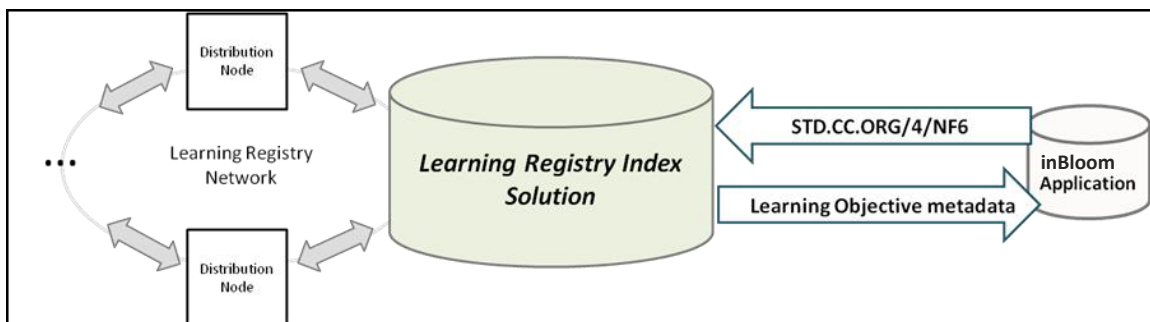 Distribution
Node
...
Learning Registry
Network
Distribution
Node
Learning Registry Index
Solution
STD.CC.ORG/4/NF6
Learning Objective metadata
inBloom
Application